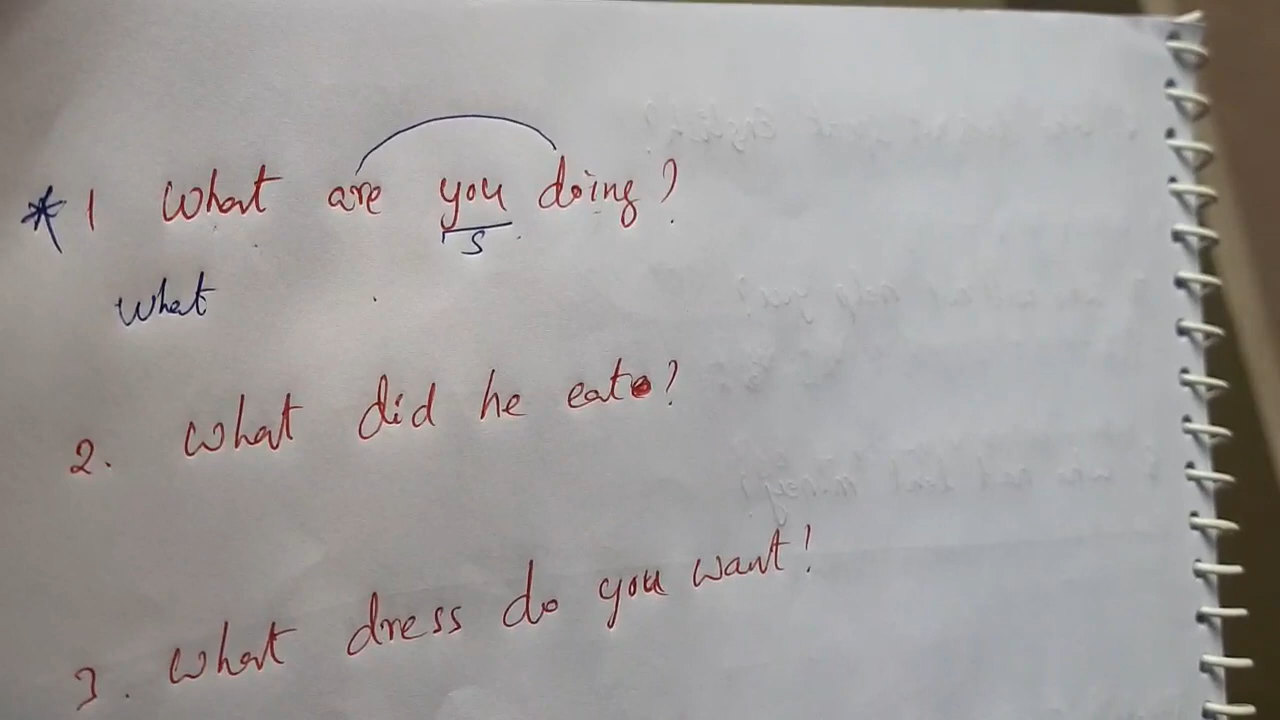 * 1 What are you doing?
S
What
2. What did he eat?
3. What dress do you want!